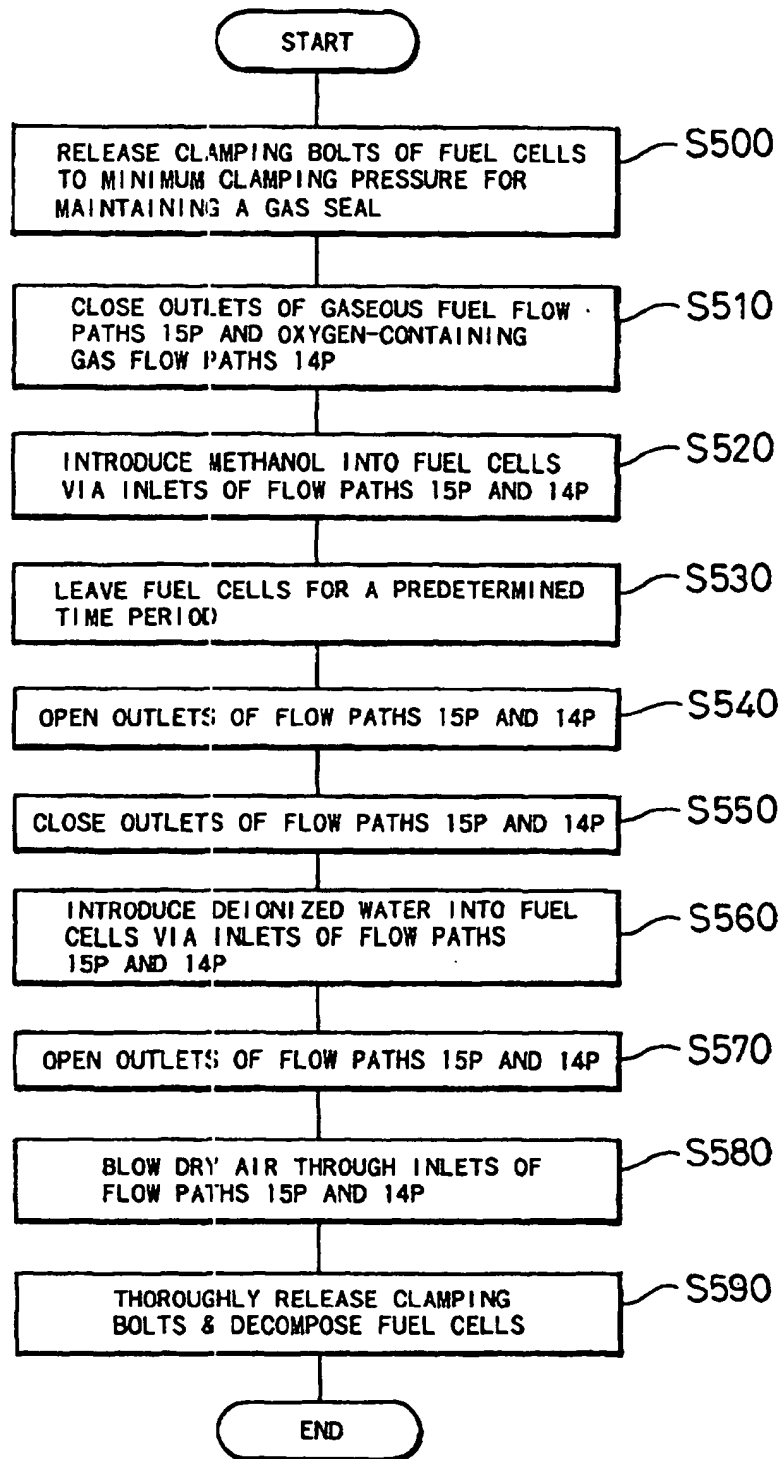 START
RELEASE CLAMPING BOLTS OF FUEL CELLS
TO MINIMUM CLAMPING PRESSURE FOR
MAINTAINING A GAS SEAL
S500
CLOSE OUTLETS OF GASEOUS FUEL FLOW
PATHS 15P AND OXYGEN-CONTAINING
GAS FLOW PATHS 14P
S510
INTRODUCE METHANOL INTO FUEL CELLS
VIA INLETS OF FLOW PATHS 15P AND 14P
S520
LEAVE FUEL CELLS FOR A PREDETERMINED
TIME PERIOD
S530
OPEN OUTLETS OF FLOW PATHS 15P AND 14P
S540
CLOSE OUTLETS OF FLOW PATHS 15P AND 14P
S550
INTRODUCE DEIONIZED WATER INTO FUEL
CELLS VIA INLETS OF FLOW PATHS
15P AND 14P
S560
OPEN OUTLETS OF FLOW PATHS 15P AND 14P
S570
BLOW DRY AIR THROUGH INLETS OF
FLOW PATHS 15P AND 14P
S580
THOROUGHLY RELEASE CLAMPING
BOLTS & DECOMPOSE FUEL CELLS
S590
END